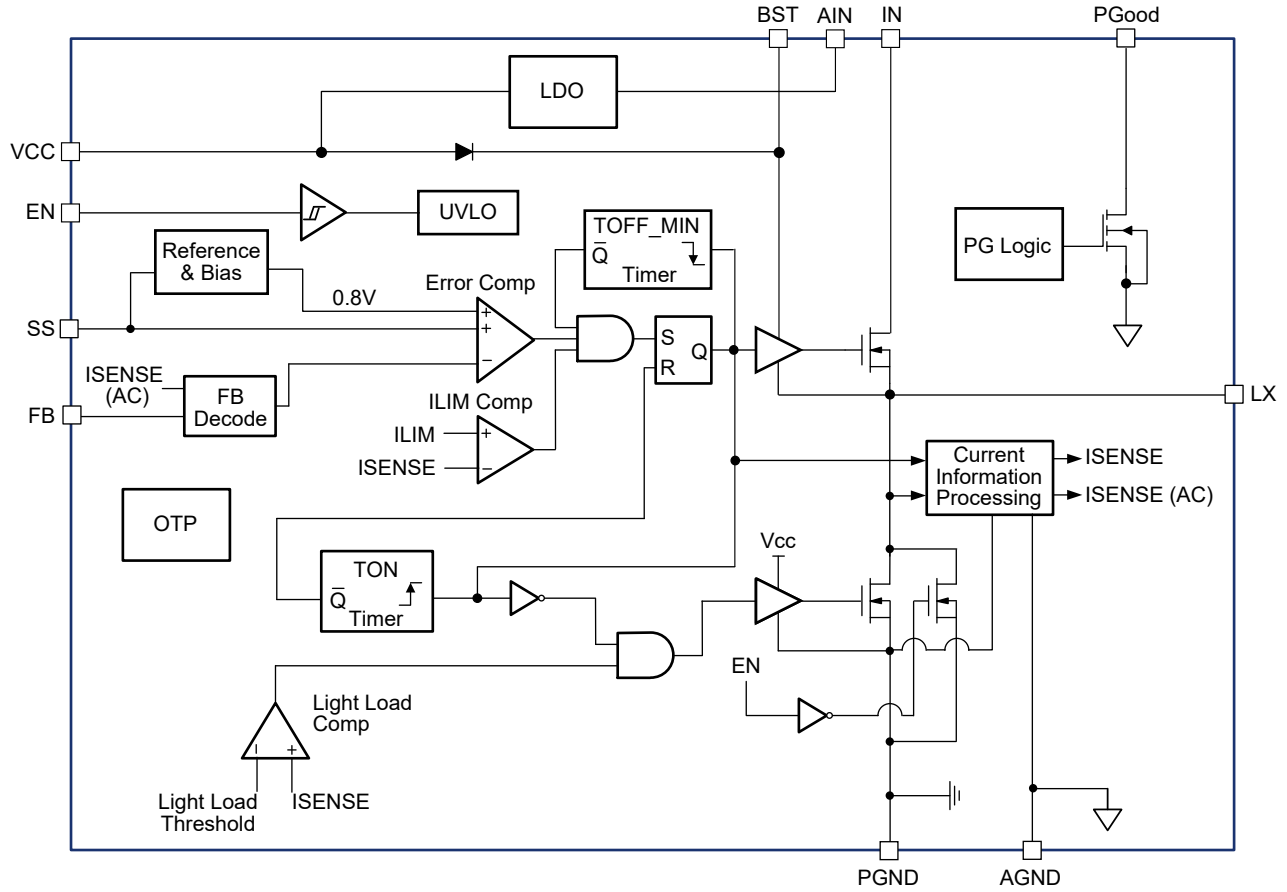 BST
AIN
IN
PGood
LDO
VCC
EN
UVLO
TOFF_MIN
Q̅
Timer
Reference
& Bias
PG Logic
Error Comp
0.8V
+
+
−
SS
S
R
Q
ISENSE
(AC)
FB
Decode
FB
LX
ILIM Comp
ILIM
+
ISENSE
−
Current
Information
Processing
ISENSE
ISENSE (AC)
OTP
Vcc
TON
Q̅
Timer
EN
Light Load
Comp
−
+
Light Load
Threshold
ISENSE
PGND
AGND